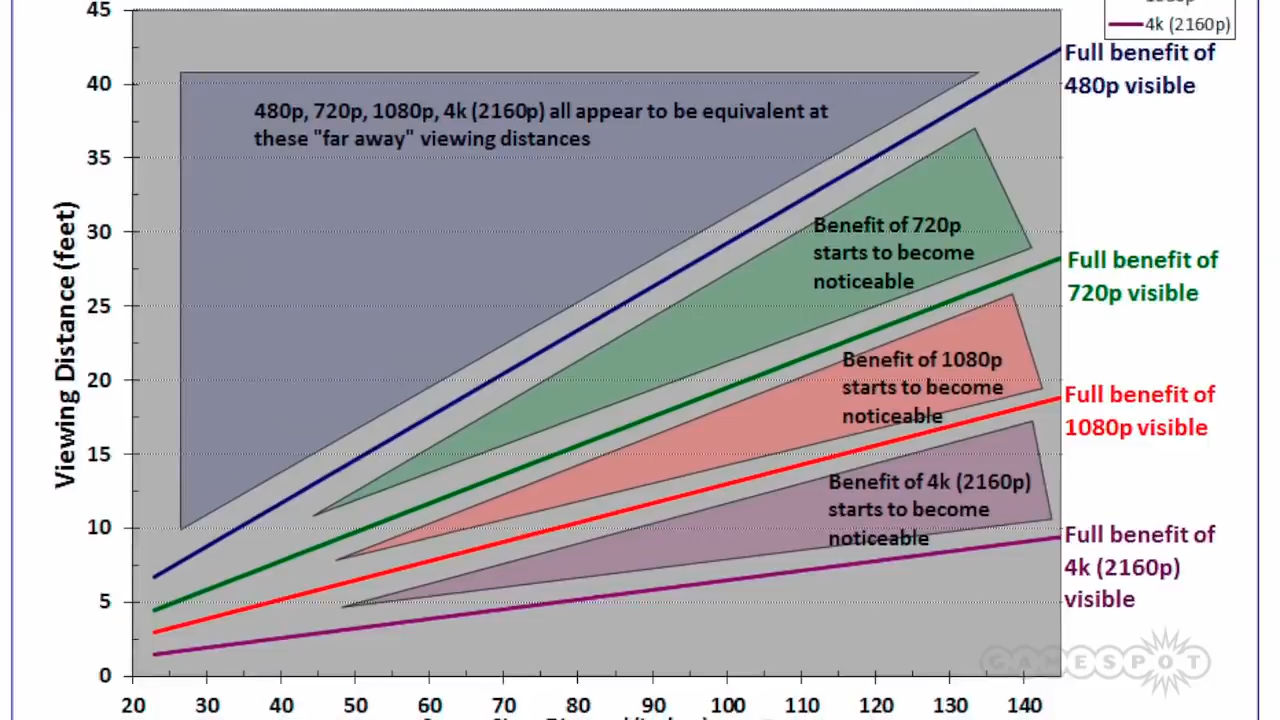 45
4k (2160p)
Full benefit of
480p visible
40
480p, 720p, 1080p, 4k (2160p) all appear to be equivalent at
these "far away" viewing distances
35
30
Benefit of 720p
starts to become
noticeable
Full benefit of
720p visible
25
Viewing Distance (feet)
20
Benefit of 1080p
starts to become
noticeable
Full benefit of
1080p visible
15
Benefit of 4k (2160p)
starts to become
noticeable
10
Full benefit of
4k (2160p)
visible
5
GAMESPOT
0
20 30 40 50 60 70 80 90 100 110 120 130 140